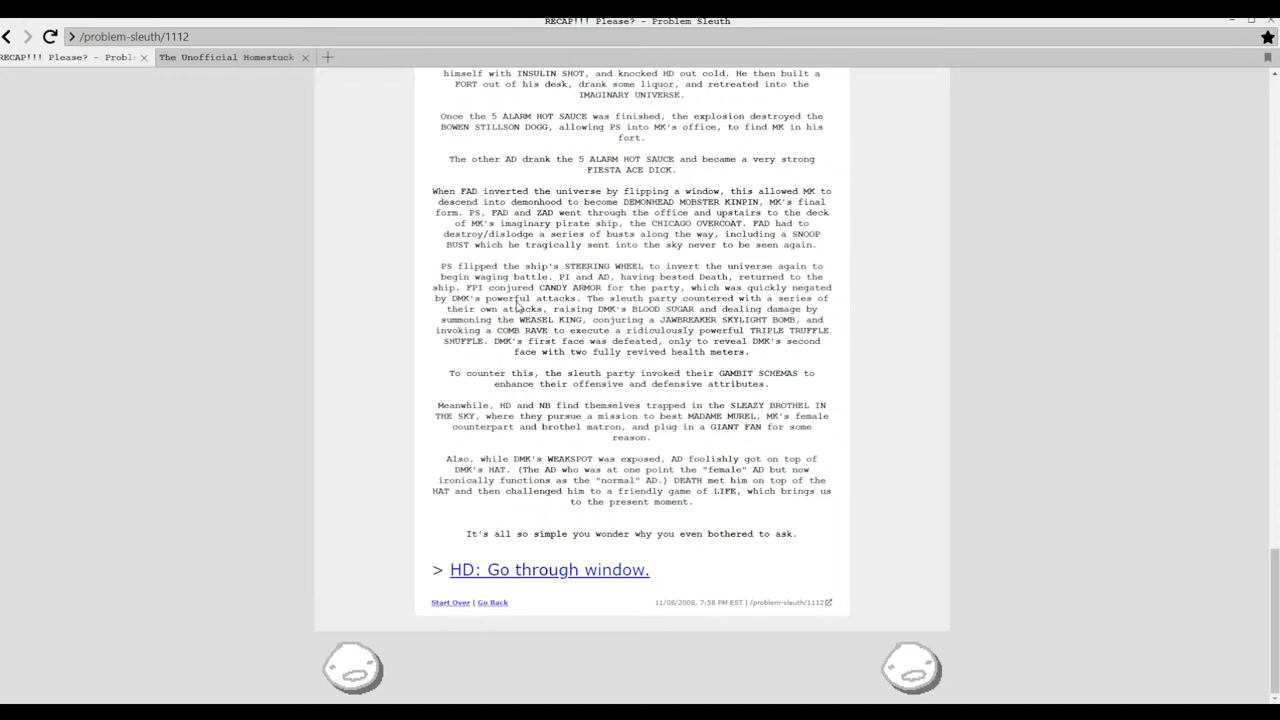 RECAP!!! Please? - Problem Sleuth
/problem-sleuth/1112
RECAP!!! Please? - Probl
The Unofficial Homestuck
himself with INSULIN SHOT, and knocked HD out cold. He then built a
FORT out of his desk, drank some liquor, and retreated into the
IMAGINARY UNIVERSE.
Once the 5 ALARM HOT SAUCE was finished, the explosion destroyed the
BOWEN STILLSON DOGG, allowing PS into MK's office, to find MK in his
fort.
The other AD drank the 5 ALARM HOT SAUCE and became a very strong
FIESTA ACE DICK.
When FAD inverted the universe by flipping a window, this allowed MK to
descend into demonhood to become DEMONHEAD MOBSTER KINPIN, MK's final
form. PS, FAD and ZAD went through the office and upstairs to the deck
of MK's imaginary pirate ship, the CHICAGO OVERCOAT. FAD had to
destroy/dislodge a series of busts along the way, including a SNOOP
BUST which he tragically sent into the sky never to be seen again.
PS flipped the ship's STEERING WHEEL to invert the universe again to
begin waging battle. PI and AD, having bested Death, returned to the
ship. FPI conjured CANDY ARMOR for the party, which was quickly negated
by DMK's powerful attacks. The sleuth party countered with a series of
their own attacks, raising DMK's BLOOD SUGAR and dealing damage by
summoning the WEASEL KING, conjuring a JAWBREAKER SKYLIGHT BOMB, and
invoking a COMB RAVE to execute a ridiculously powerful TRIPLE TRUFFLE
SHUFFLE. DMK's first face was defeated, only to reveal DMK's second
face with two fully revived health meters.
To counter this, the sleuth party invoked their GAMBIT SCHEMAS to
enhance their offensive and defensive attributes.
Meanwhile, HD and NB find themselves trapped in the SLEAZY BROTHEL IN
THE SKY, where they pursue a mission to best MADAME MUREL, MK's female
counterpart and brothel matron, and plug in a GIANT FAN for some
reason.
Also, while DMK's WEAKSPOT was exposed, AD foolishly got on top of
DMK's HAT. (The AD who was at one point the "female" AD but now
ironically functions as the "normal" AD.) DEATH met him on top of the
HAT and then challenged him to a friendly game of LIFE, which brings us
to the present moment.
It's all so simple you wonder why you even bothered to ask.
> HD: Go through window.
Start Over | Go Back
11/08/2008, 7:58 PM EST | /problem-sleuth/1112